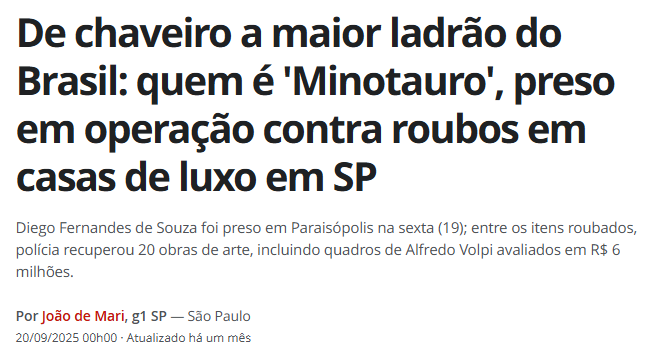 De chaveiro a maior ladrão do
Brasil: quem é 'Minotauro', preso
em operação contra roubos em
casas de luxo em SP
Diego Fernandes de Souza foi preso em Paraisópolis na sexta (19); entre os itens roubados,
polícia recuperou 20 obras de arte, incluindo quadros de Alfredo Volpi avaliados em R$ 6
milhões.
Por João de Mari, g1 SP — São Paulo
20/09/2025 00h00 · Atualizado há um mês